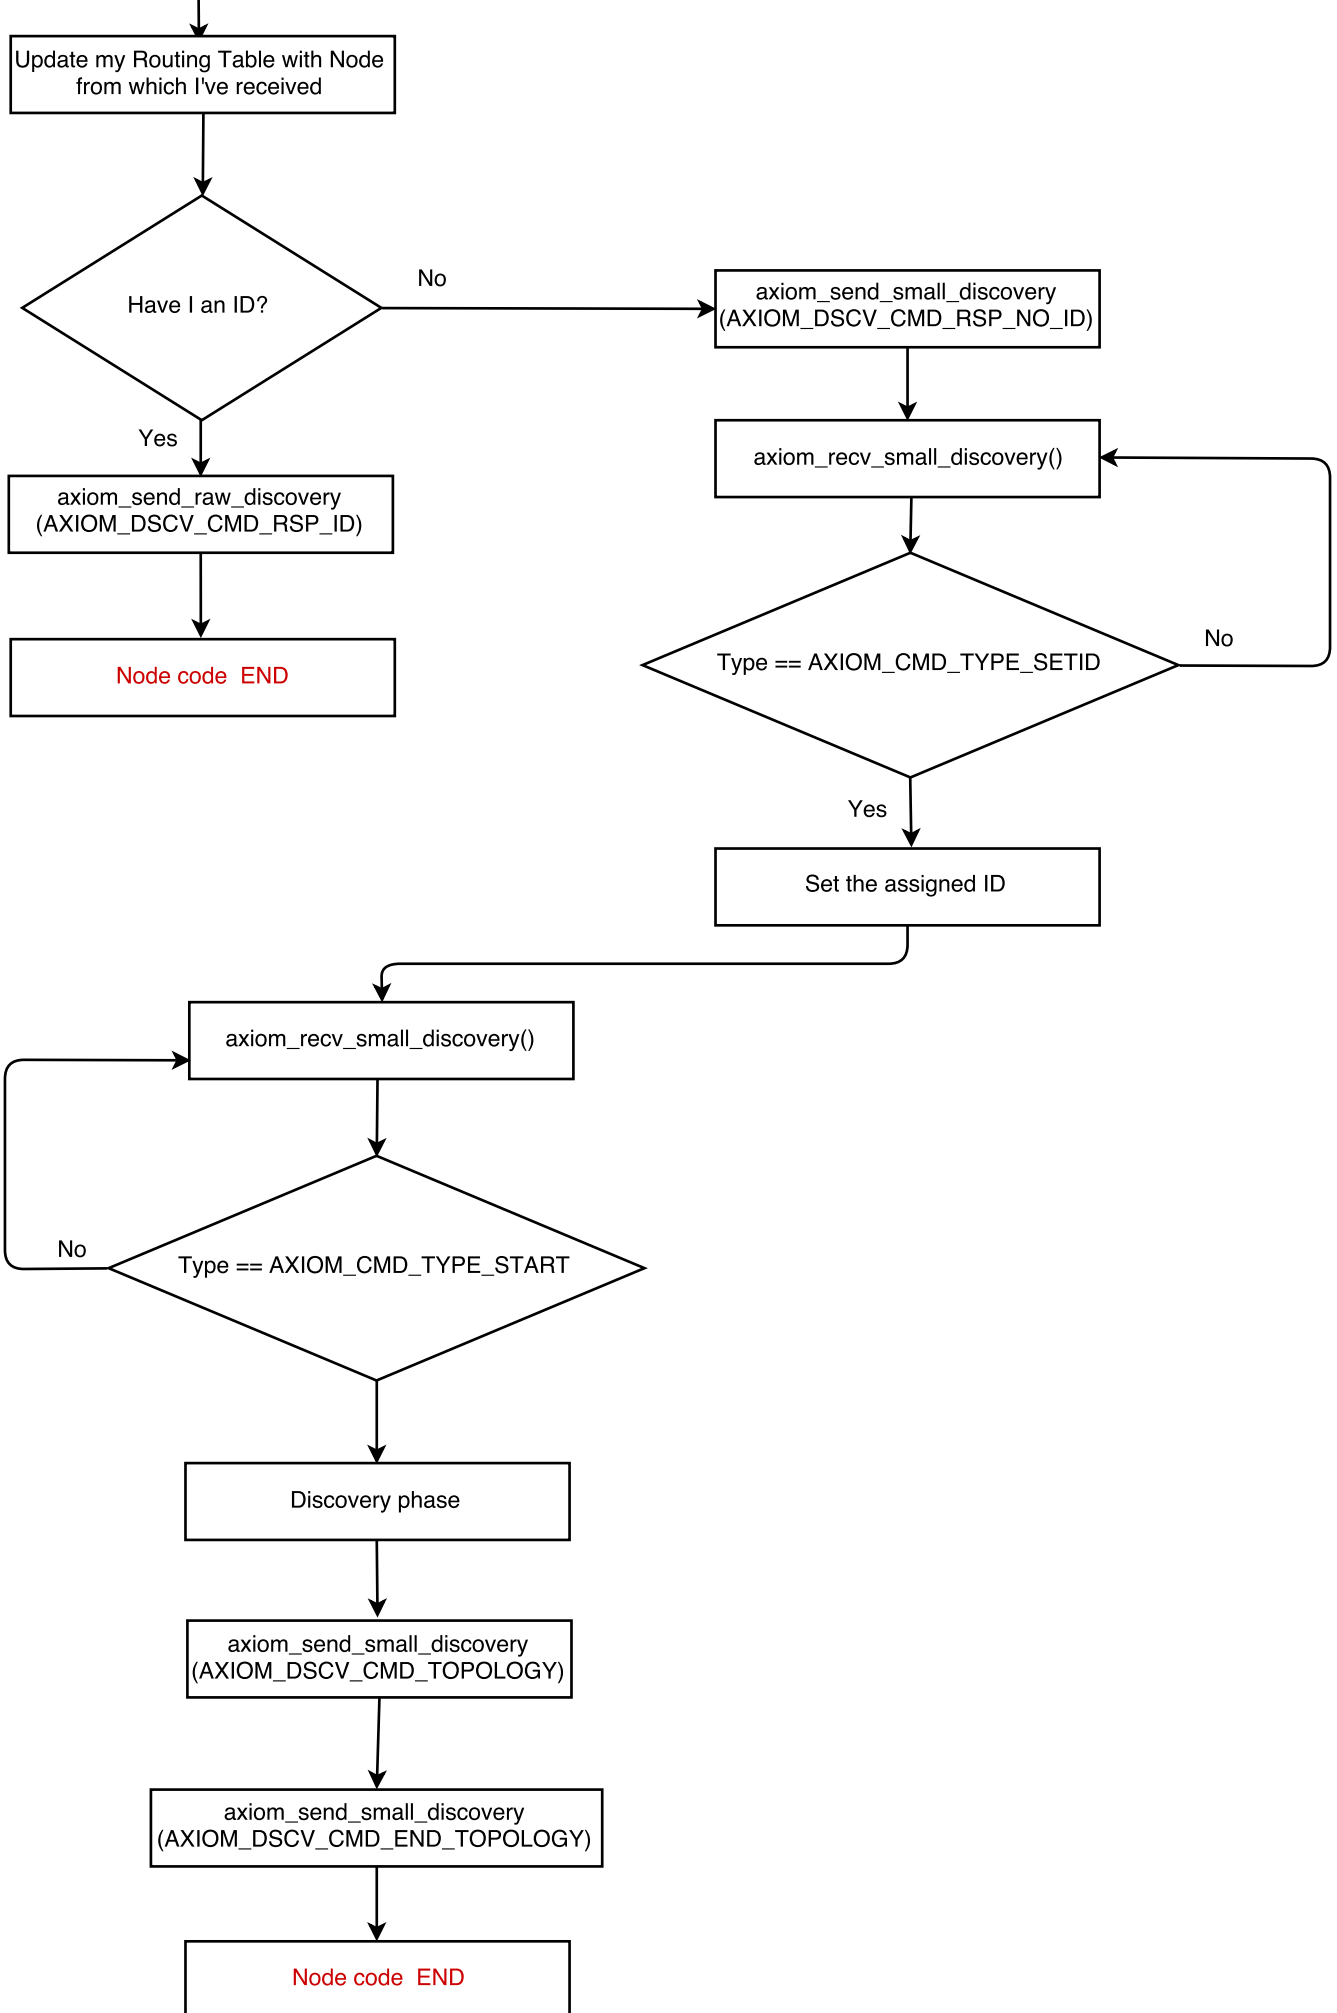 Update my Routing Table with Node
from which I've received
Have I an ID?
No
axiom_send_small_discovery
(AXIOM_DSCV_CMD_RSP_NO_ID)
Yes
axiom_send_raw_discovery
(AXIOM_DSCV_CMD_RSP_ID)
axiom_recv_small_discovery()
Node code  END
Type == AXIOM_CMD_TYPE_SETID
No
Yes
Set the assigned ID
axiom_recv_small_discovery()
No
Type == AXIOM_CMD_TYPE_START
Discovery phase
axiom_send_small_discovery
(AXIOM_DSCV_CMD_TOPOLOGY)
axiom_send_small_discovery
(AXIOM_DSCV_CMD_END_TOPOLOGY)
Node code  END